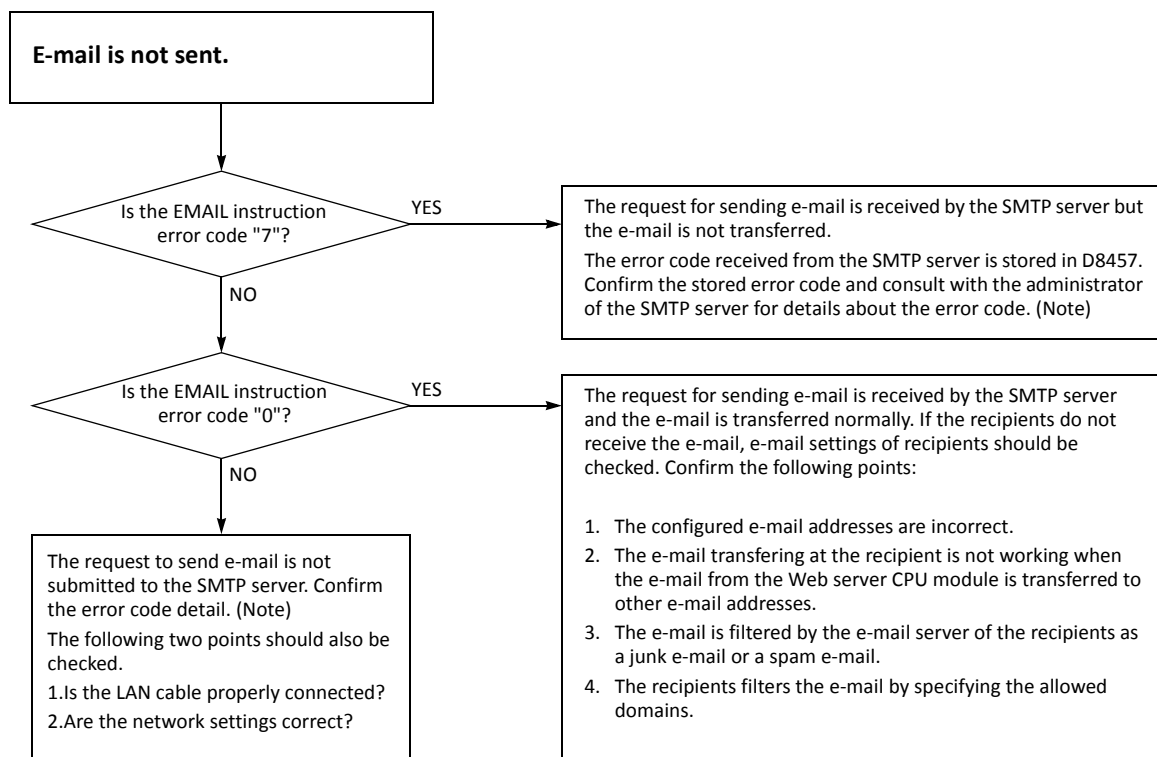 E-mail is not sent.
Is the EMAIL instruction
error code "7"?
YES
The request for sending e-mail is received by the SMTP server but
the e-mail is not transferred.
The error code received from the SMTP server is stored in D8457.
Confirm the stored error code and consult with the administrator
of the SMTP server for details about the error code. (Note)
NO
Is the EMAIL instruction
error code "0"?
YES
The request for sending e-mail is received by the SMTP server
and the e-mail is transferred normally. If the recipients do not
receive the e-mail, e-mail settings of recipients should be
checked. Confirm the following points:
1. The configured e-mail addresses are incorrect.
2. The e-mail transfering at the recipient is not working when
the e-mail from the Web server CPU module is transferred to
other e-mail addresses.
3. The e-mail is filtered by the e-mail server of the recipients as
a junk e-mail or a spam e-mail.
4. The recipients filters the e-mail by specifying the allowed
domains.
NO
The request to send e-mail is not
submitted to the SMTP server. Confirm
the error code detail. (Note)
The following two points should also be
checked.
1.Is the LAN cable properly connected?
2.Are the network settings correct?